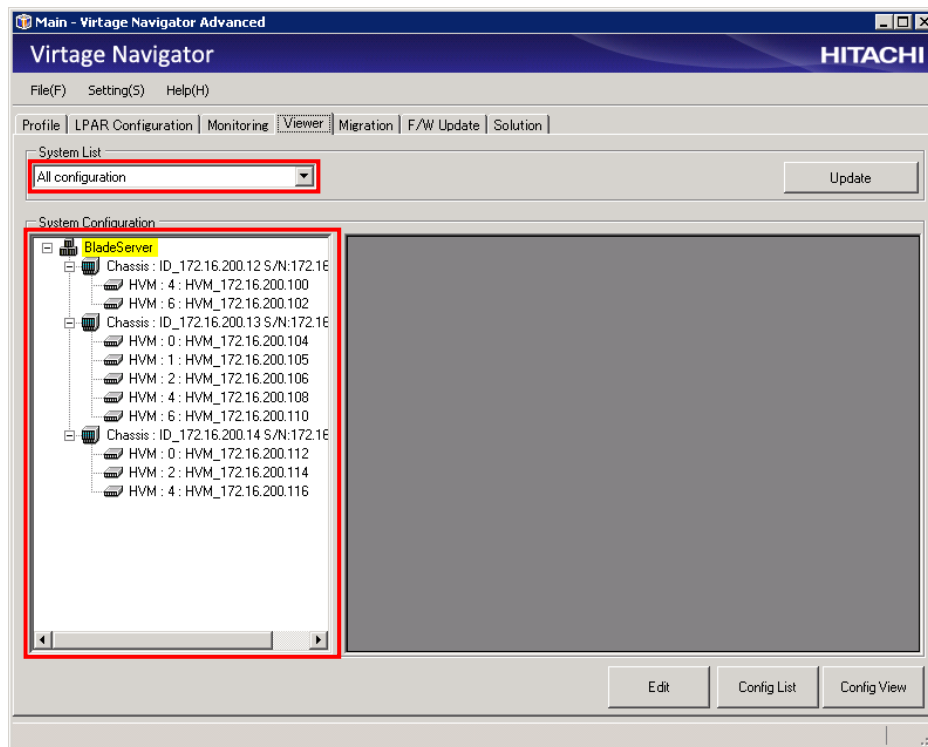 Main - Virtage Navigator Advanced
Virtage Navigator
HITACHI
File(F) Setting(S) Help(H)
Profile LPAR Configuration Monitoring Viewer Migration F/W Update Solution
System List
All configuration
Update
System Configuration
BladeServer
Chassis : ID_172.16.200.12 S/N:172.16
HVM : 4 : HVM_172.16.200.100
HVM : 6 : HVM_172.16.200.102
Chassis : ID_172.16.200.13 S/N:172.16
HVM : 0 : HVM_172.16.200.104
HVM : 1 : HVM_172.16.200.105
HVM : 2 : HVM_172.16.200.106
HVM : 4 : HVM_172.16.200.108
HVM : 6 : HVM_172.16.200.110
Chassis : ID_172.16.200.14 S/N:172.16
HVM : 0 : HVM_172.16.200.112
HVM : 2 : HVM_172.16.200.114
HVM : 4 : HVM_172.16.200.116
Edit Config List Config View